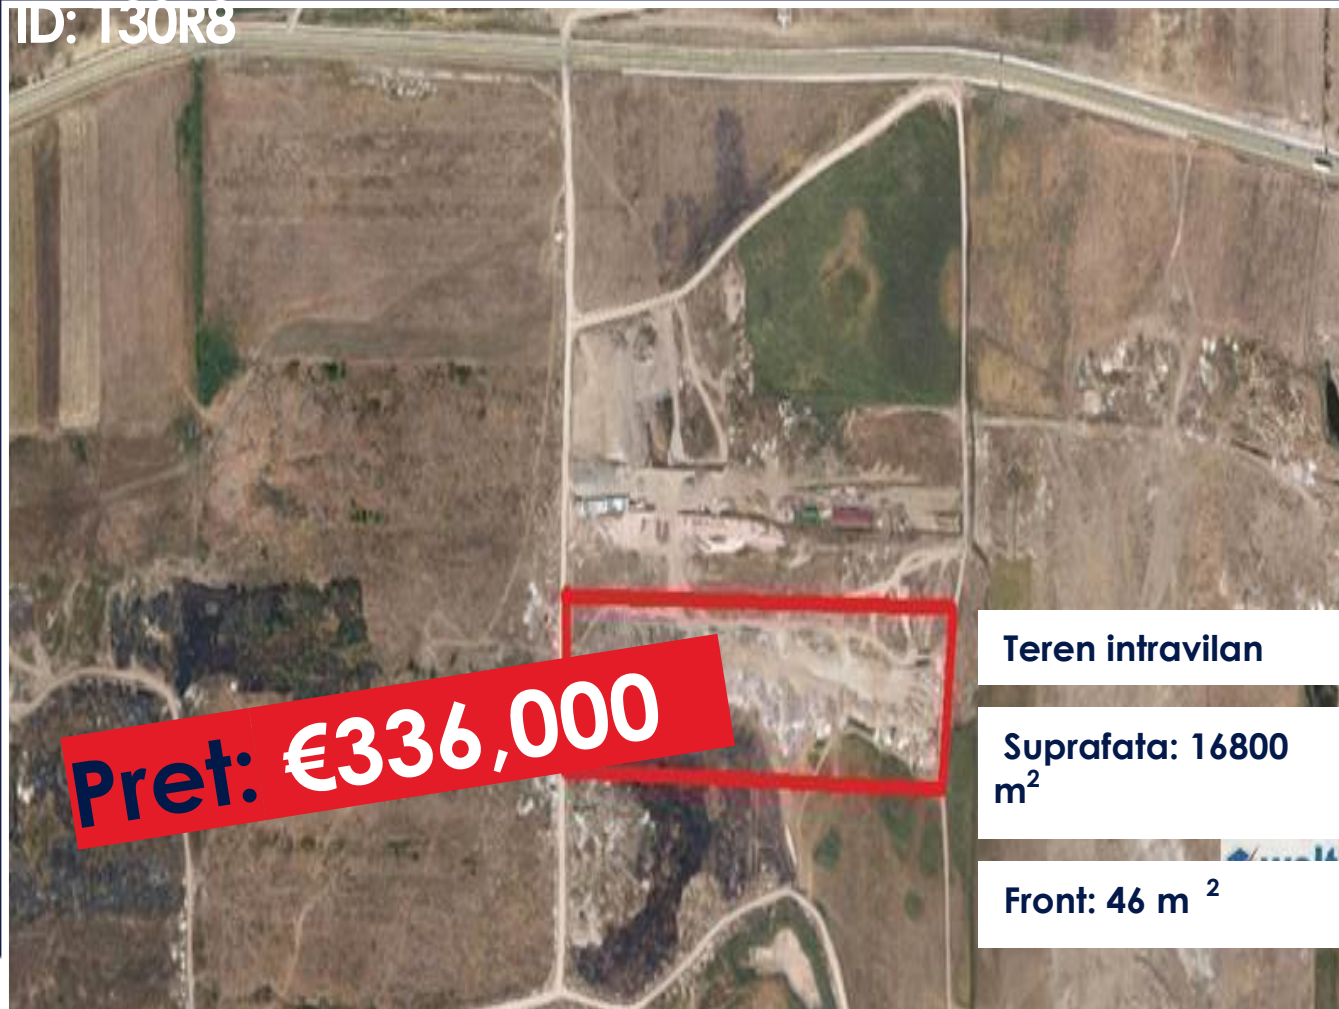 ID: T30R8
Teren intravilan
Pret: €336,000
Suprafata: 16800
m²
Front: 46 m ²